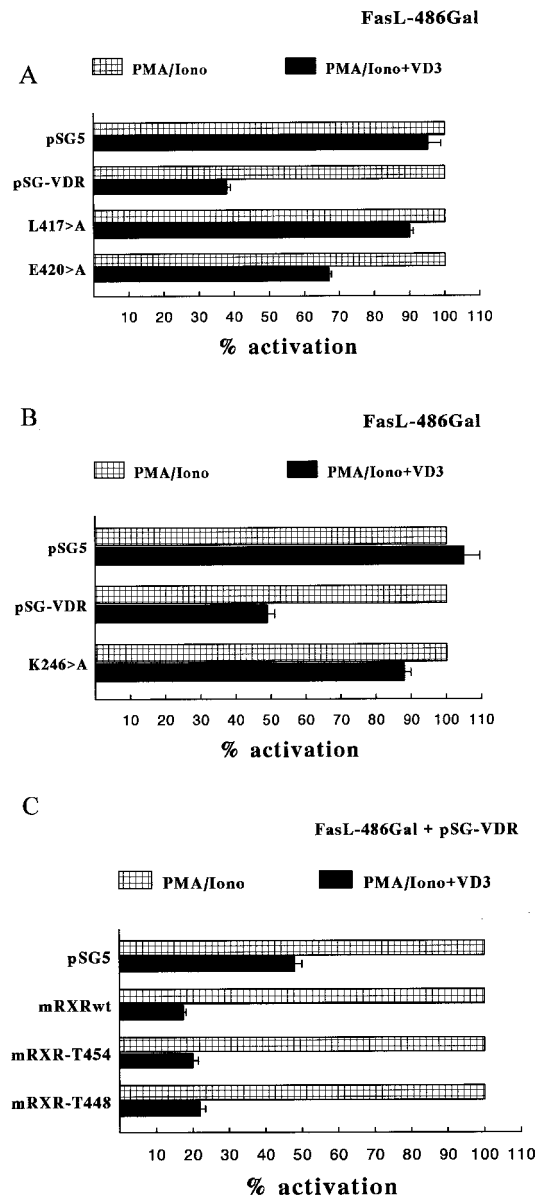 FasL-486Gal
A
PMA/Iono PMA/Iono+VD3
pSG5
pSG-VDR
L417>A
E420>A
10 20 30 40 50 60 70 80 90 100 110
% activation
B
FasL-486Gal
PMA/Iono PMA/Iono+VD3
pSG5
pSG-VDR
K246>A
10 20 30 40 50 60 70 80 90 100 110
% activation
C
FasL-486Gal + pSG-VDR
PMA/Iono PMA/Iono+VD3
pSG5
mRXRwt
mRXR-T454
mRXR-T448
10 20 30 40 50 60 70 80 90 100 110
% activation